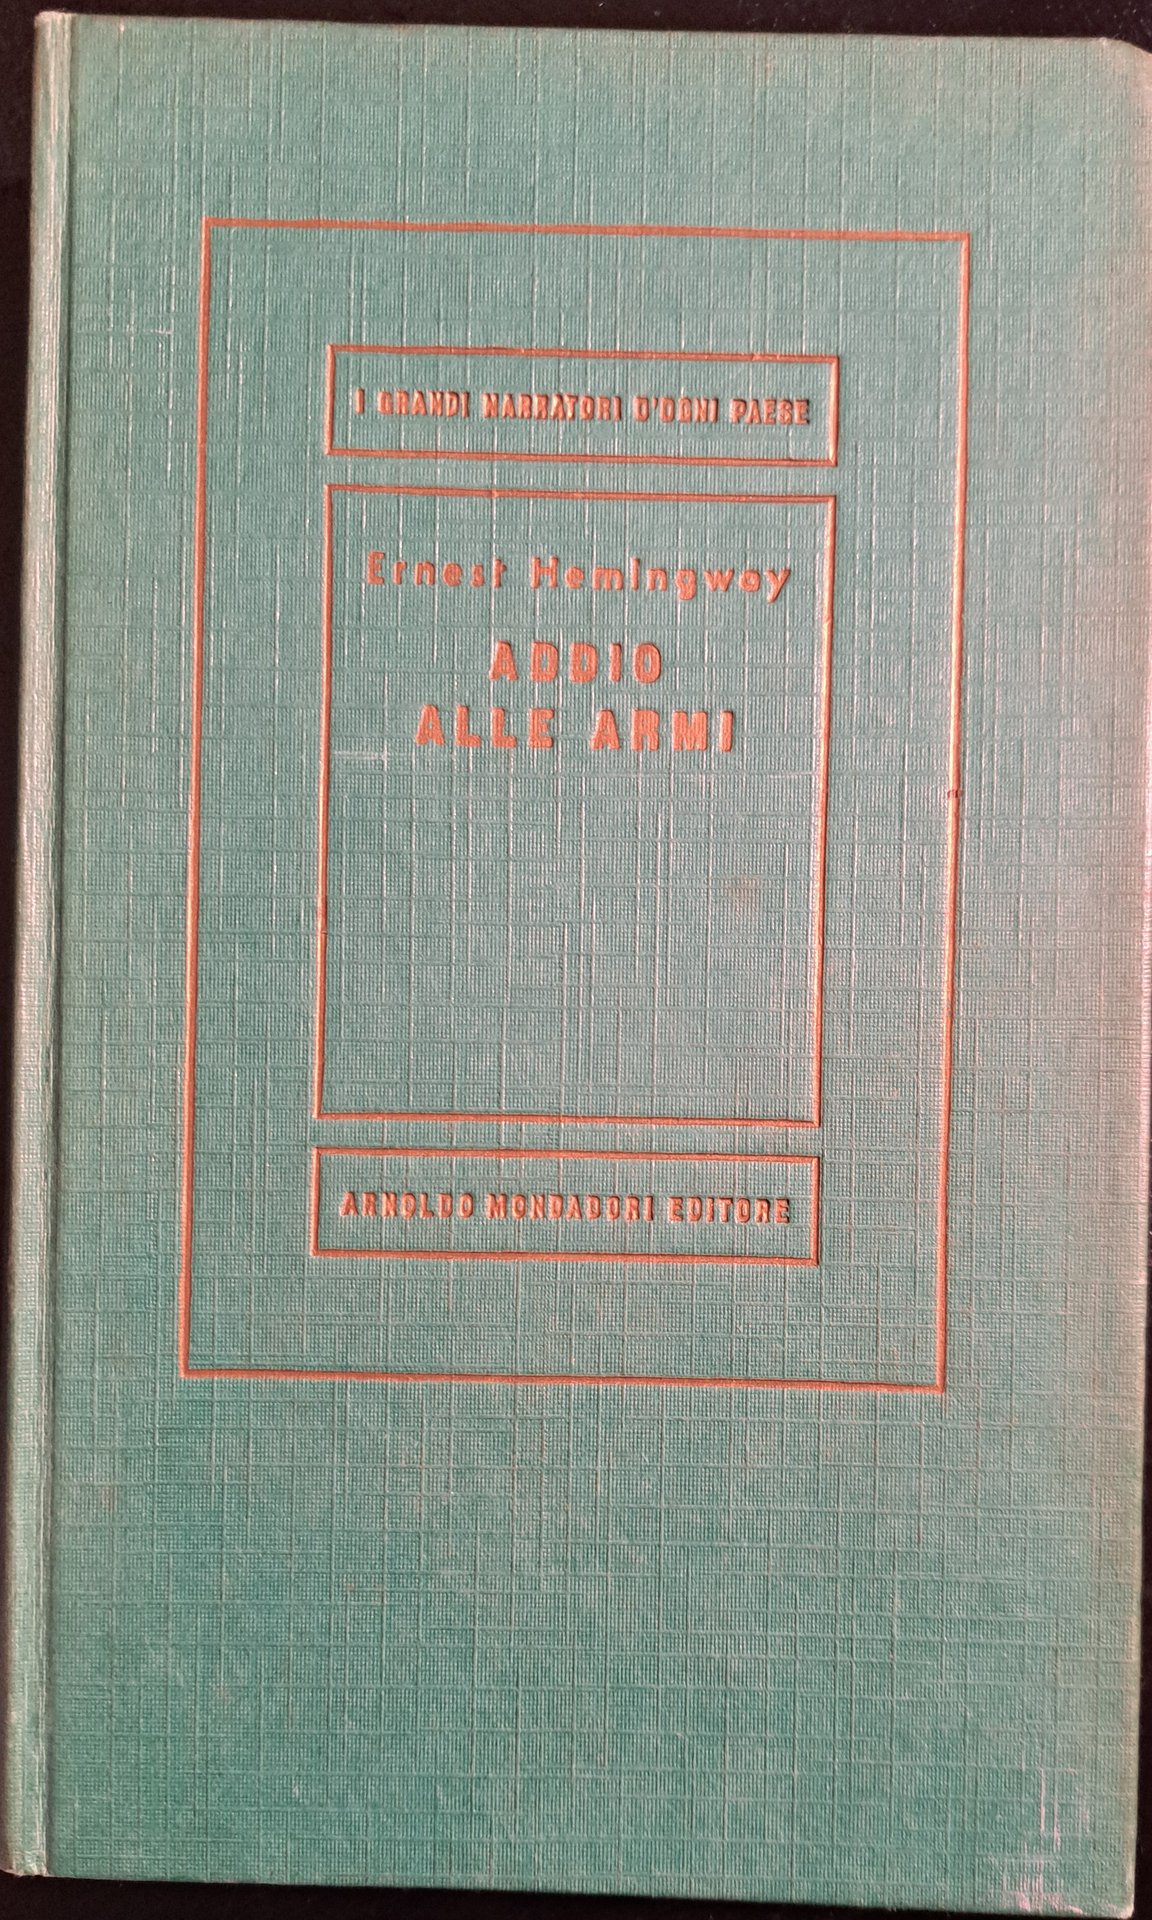 I GRANDI NARRATORI D'OGNI PAESE
Ernest Hemingway
ADDIO
ALLE ARMI
ARNOLDO MONDADORI EDITORE